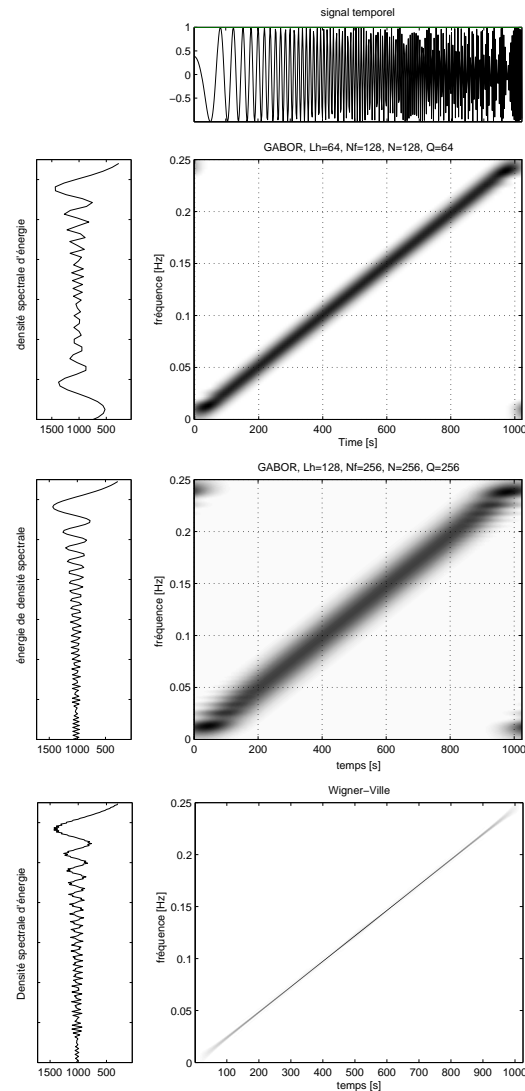 signal temporel
1
0.5
0
−0.5
GABOR, Lh=64, Nf=128, N=128, Q=64
densité spectrale d'énergie
1500 1000 500
fréquence [Hz]
0.25
0.2
0.15
0.1
0.05
0
200 400 600 800 1000
Time [s]
GABOR, Lh=128, Nf=256, N=256, Q=256
énergie de densité spectrale
1500 1000 500
fréquence [Hz]
0.25
0.2
0.15
0.1
0.05
0
0 200 400 600 800 1000
temps [s]
Wigner−Ville
Densité spectrale d'énergie
1500 1000 500
fréquence [Hz]
0.25
0.2
0.15
0.1
0.05
0
100 200 300 400 500 600 700 800 900 1000
temps [s]